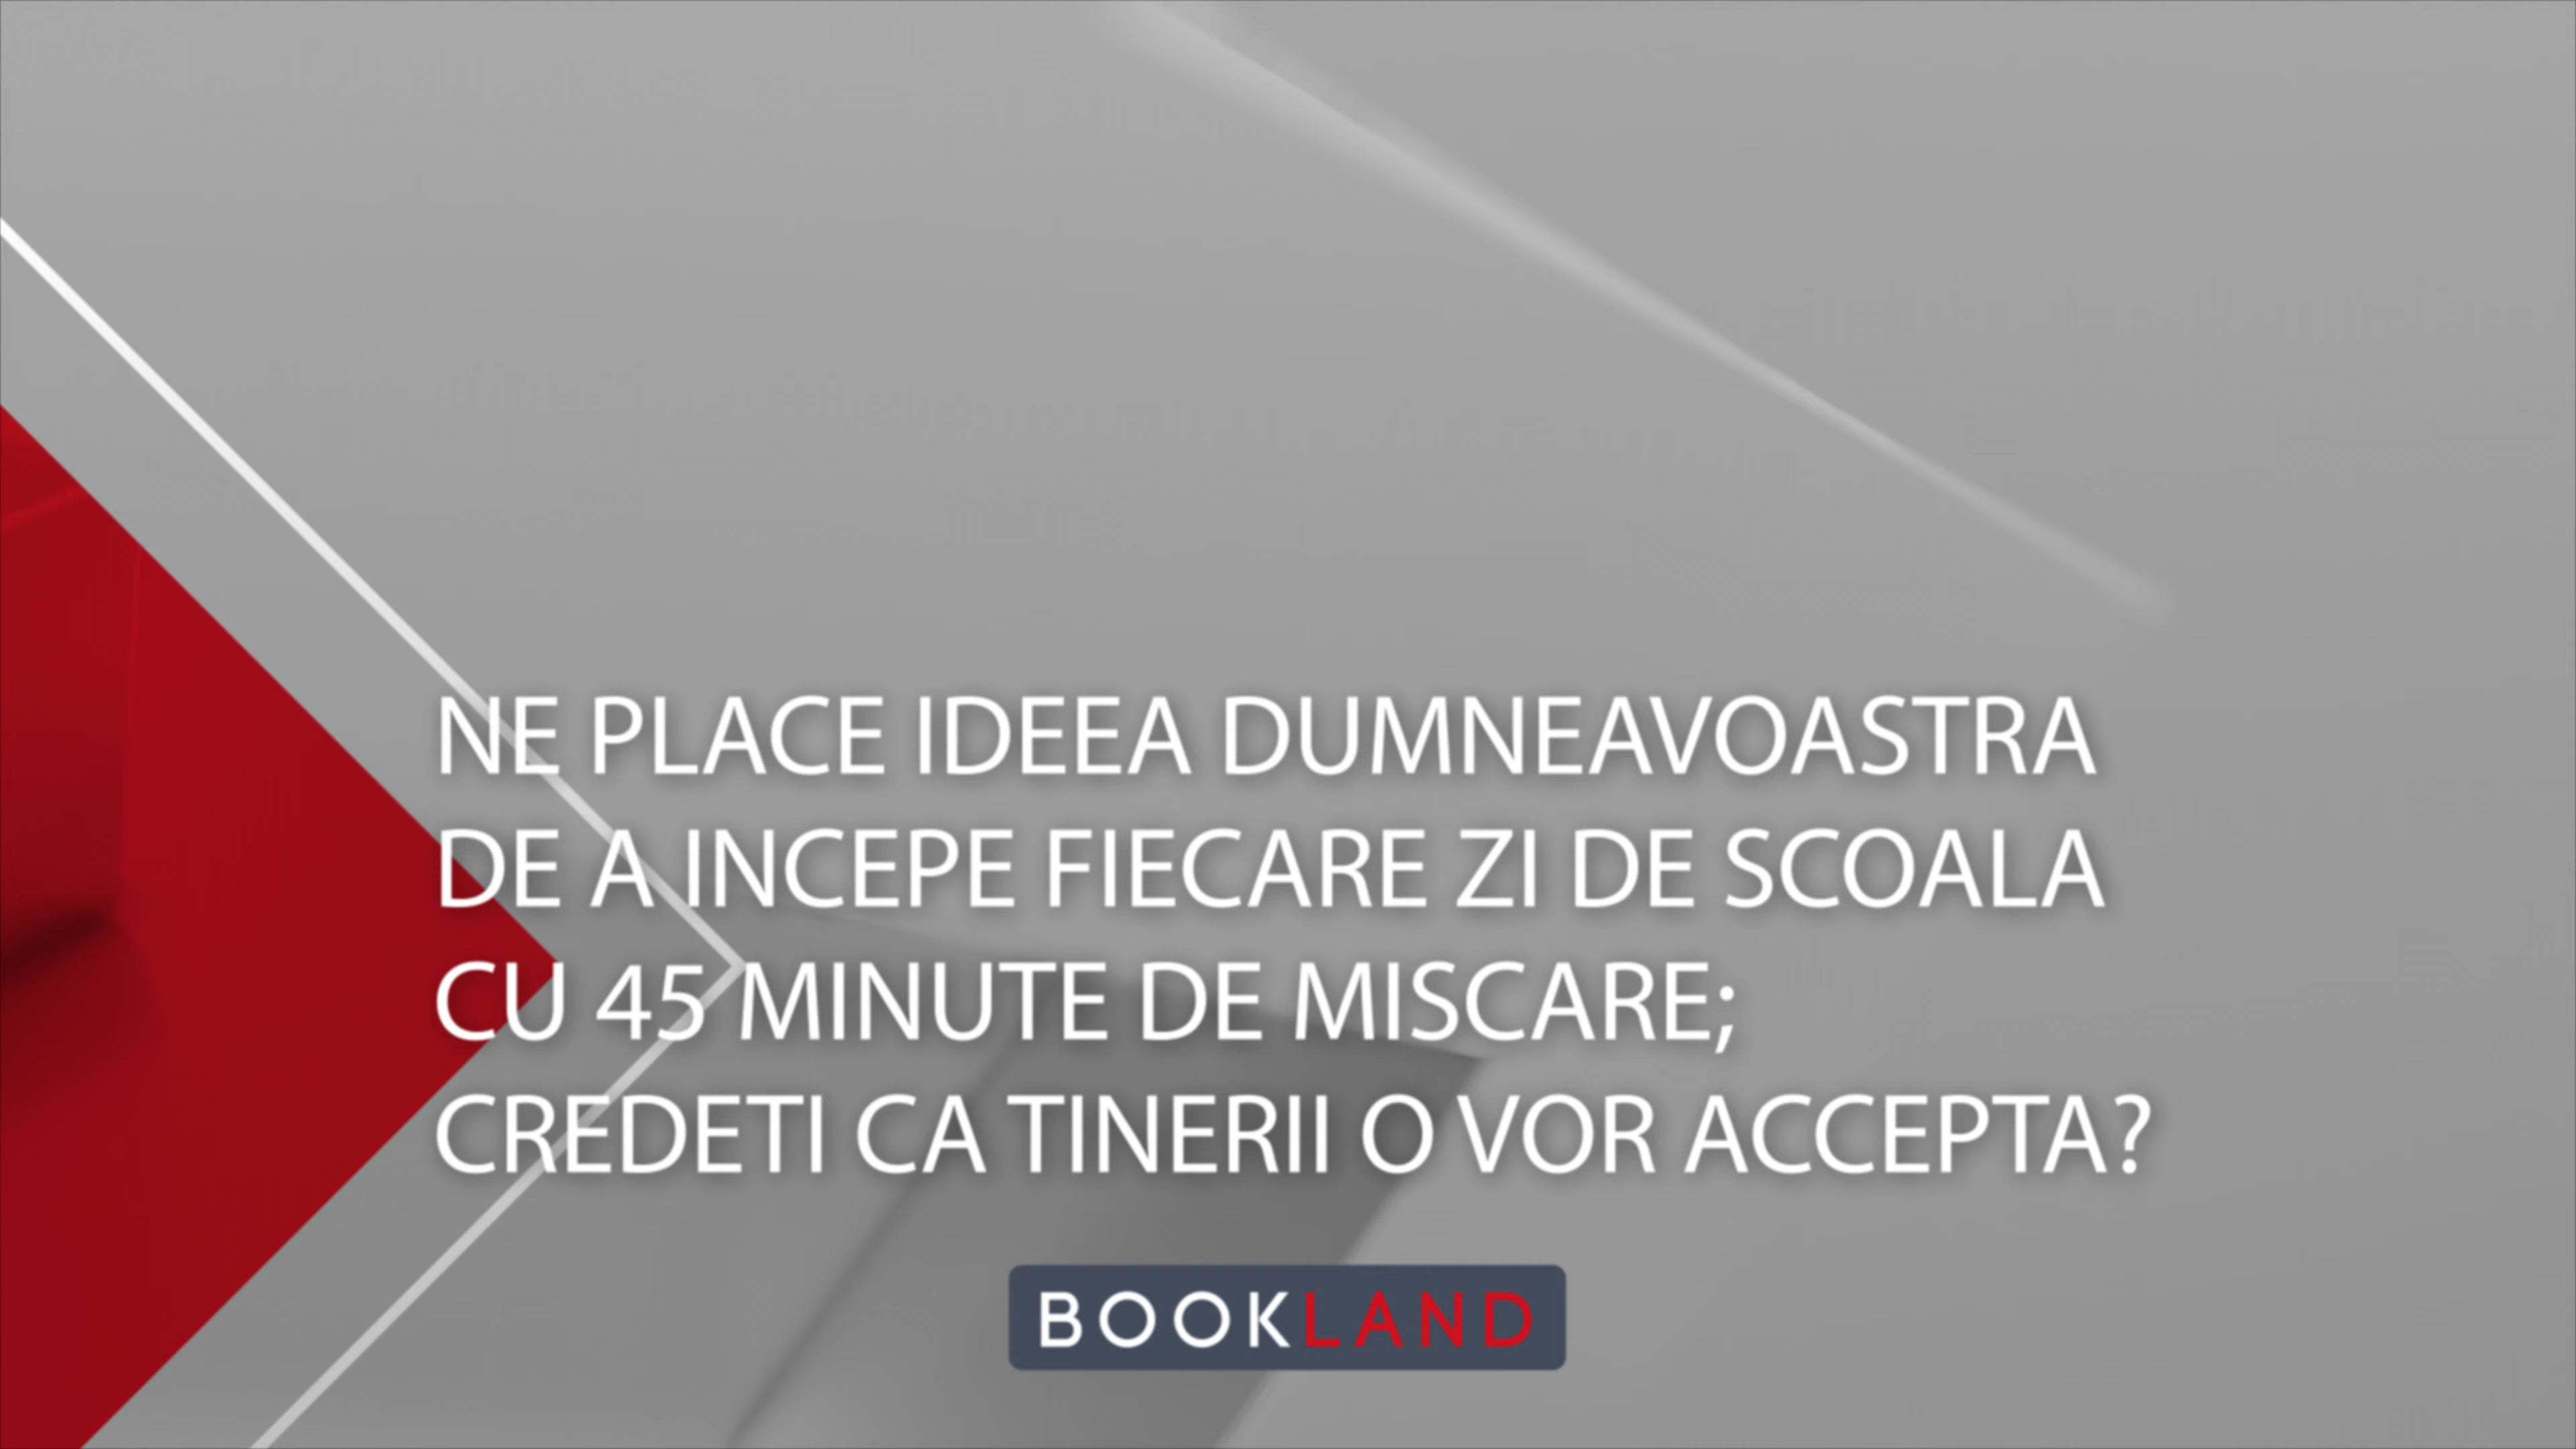 NE PLACE IDEEA DUMNEAVOASTRA
DE A INCEPE FIECARE ZI DE SCOALA
CU 45 MINUTE DE MISCARE;
CREDETI CA TINERII O VOR ACCEPTA?
BOOKLAND